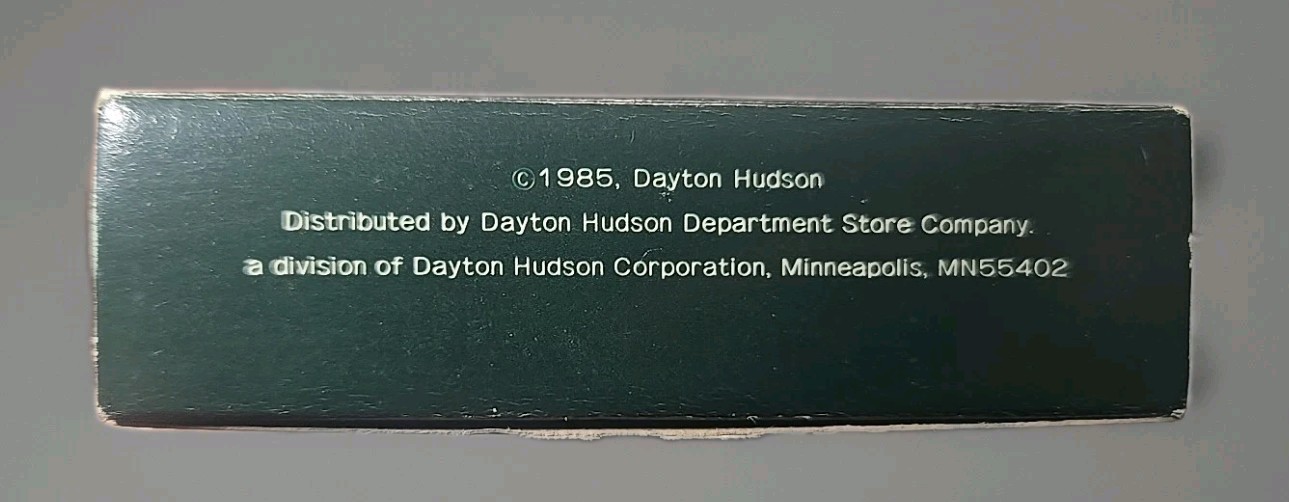 ©1985, Dayton Hudson
Distributed by Dayton Hudson Department Store Company.
a division of Dayton Hudson Corporation, Minneapolis, MN55402